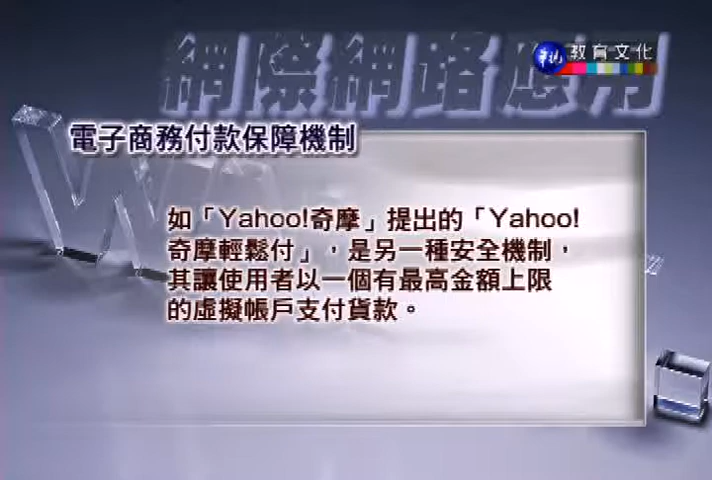 網際網路應用
教育文化
電子商務付款保障機制
如「Yahoo!奇摩」提出的「Yahoo!
奇摩輕鬆付」，是另一種安全機制，
其讓使用者以一個有最高金額上限
的虛擬帳戶支付貨款。